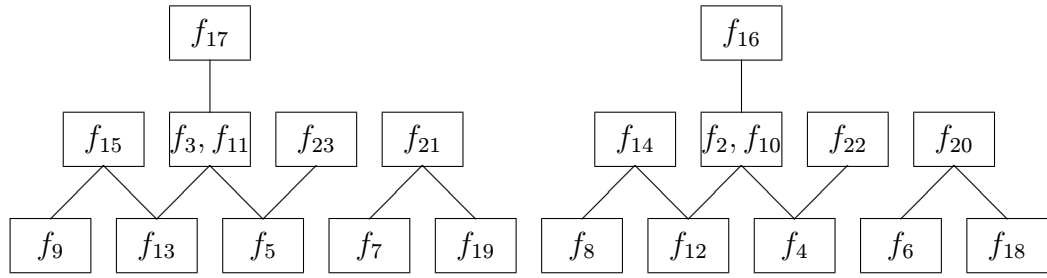 f₁₇ f₁₆
f₁₅ f₃, f₁₁ f₂₃ f₂₁ f₁₄ f₂, f₁₀ f₂₂ f₂₀
f₉ f₁₃ f₅ f₇ f₁₉ f₈ f₁₂ f₄ f₆ f₁₈